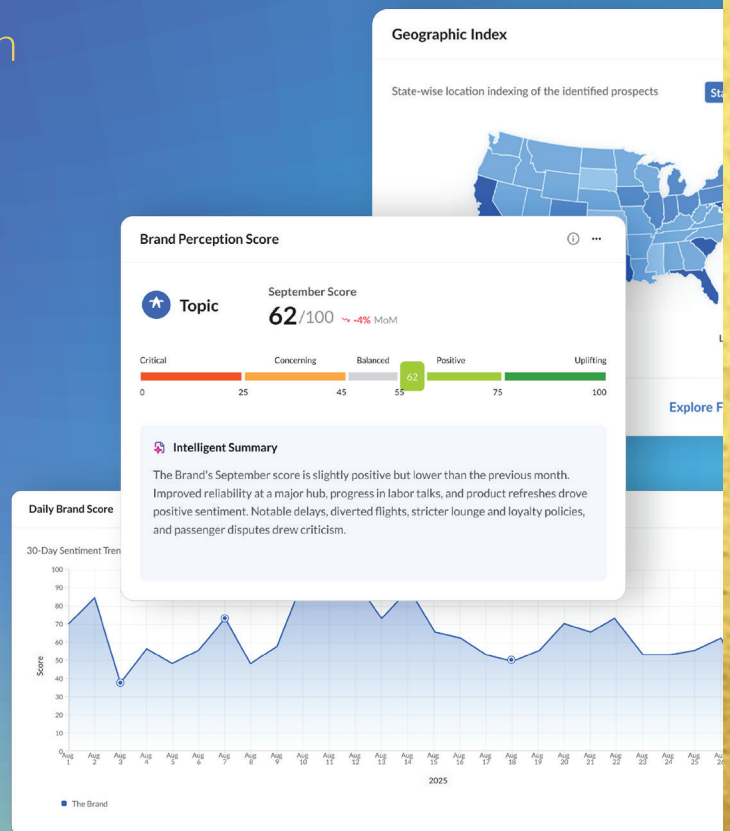 n
Geographic Index
State-wise location indexing of the identified prospects
Sta
Brand Perception Score
Topic
September Score
62/100 -4% MoM
Critical Concerning Balanced Positive Uplifting
62
0 25 45 55 75 100
L
Explore F
Intelligent Summary
The Brand's September score is slightly positive but lower than the previous month.
Improved reliability at a major hub, progress in labor talks, and product refreshes drove
positive sentiment. Notable delays, diverted flights, stricter lounge and loyalty policies,
and passenger disputes drew criticism.
Daily Brand Score
30-Day Sentiment Tren
100
90
80
70
60
50
40
30
20
10
0
Score
Aug 1 Aug 2 Aug 3 Aug 4 Aug 5 Aug 6 Aug 7 Aug 8 Aug 9 Aug 10 Aug 11 Aug 12 Aug 13 Aug 14 Aug 15 Aug 16 Aug 17 Aug 18 Aug 19 Aug 20 Aug 21 Aug 22 Aug 23 Aug 24 Aug 25 Aug 26
2025
The Brand